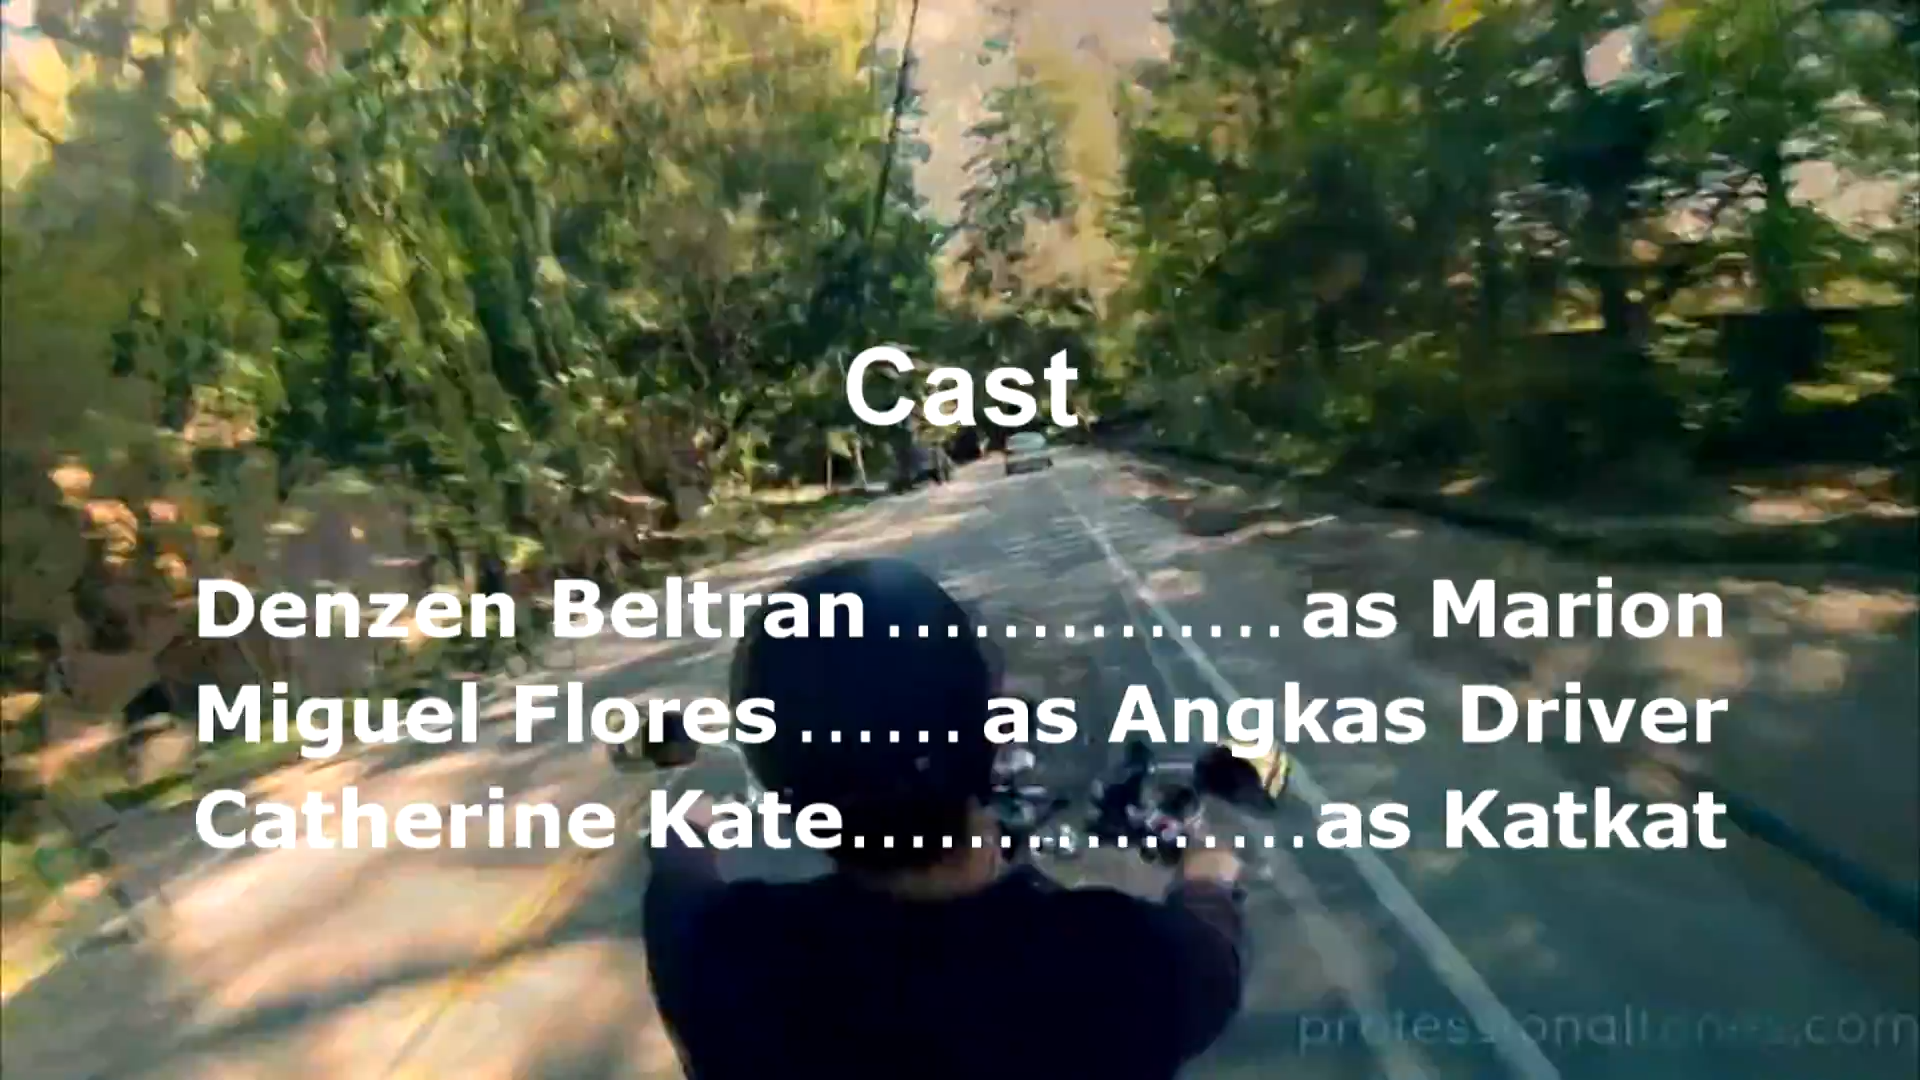 Cast
Denzen Beltran..............as Marion
Miguel Flores......as Angkas Driver
Catherine Kate................as Katkat